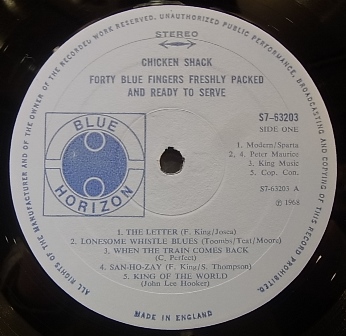 ALL RIGHTS OF THE MANUFACTURER AND OF THE OWNER OF THE RECORDED WORK RESERVED. UNAUTHORIZED PUBLIC PERFORMANCE, BROADCASTING AND COPYING OF THIS RECORD PROHIBITED.
STEREO
CHICKEN SHACK
FORTY BLUE FINGERS FRESHLY PACKED
AND READY TO SERVE
S7-63203
SIDE ONE
1. Modern/Sparta
2, 4. Peter Maurice
3. King Music
5. Cop. Con.
S7-63203 A
℗ 1968
BLUE
HORIZON
1. THE LETTER (F. King/Josea)
2. LONESOME WHISTLE BLUES (Toombs/Teat/Moore)
3. WHEN THE TRAIN COMES BACK
(C. Perfect)
4. SAN-HO-ZAY (F. King/S. Thompson)
5. KING OF THE WORLD
(John Lee Hooker)
MADE IN ENGLAND